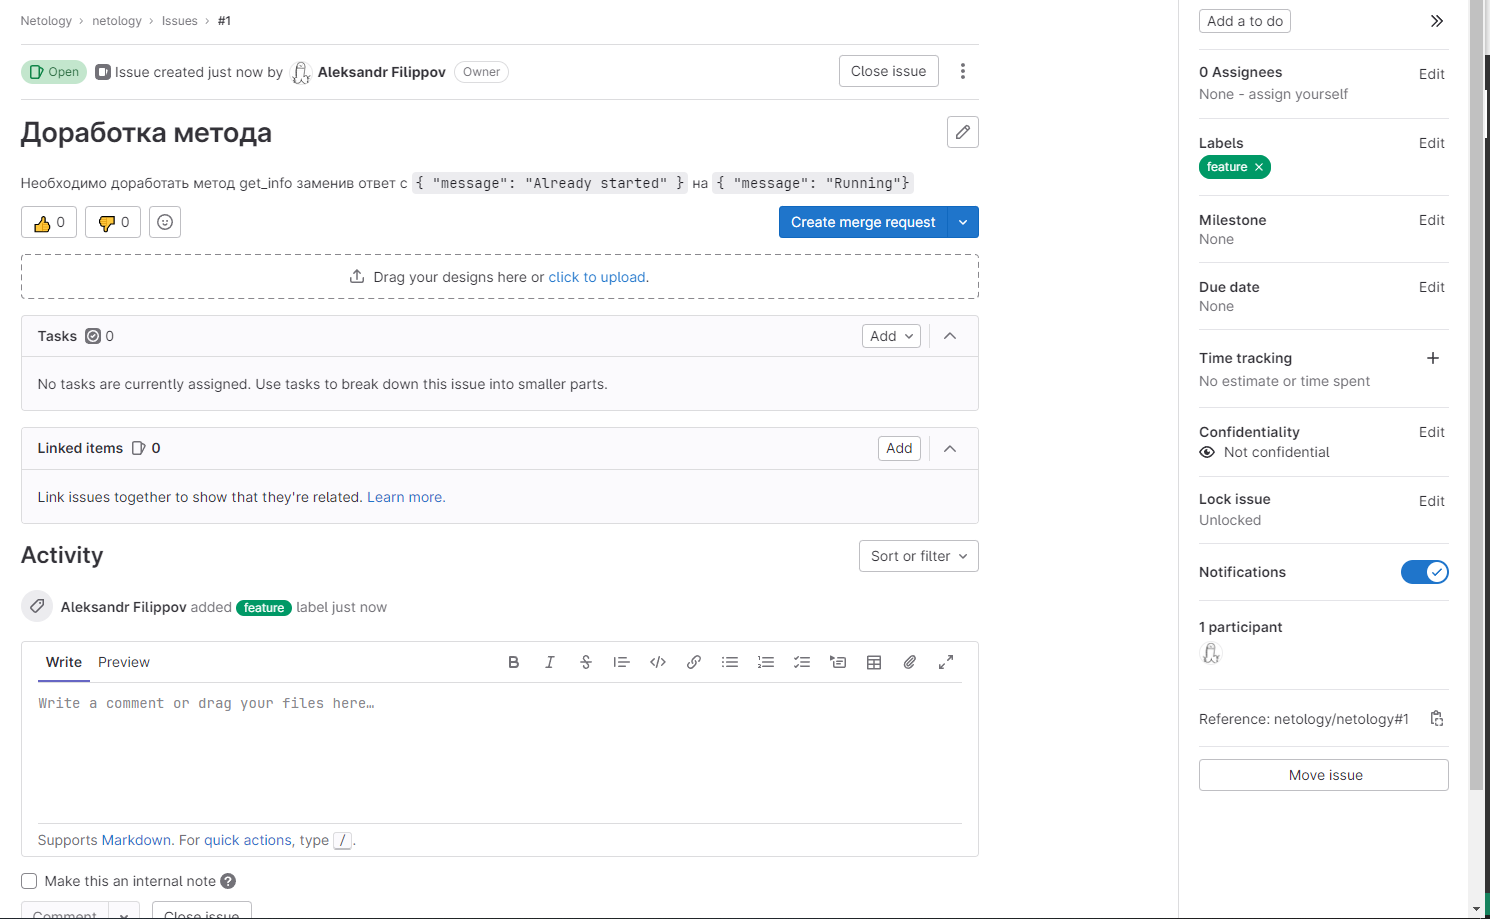 Netology › netology › Issues › #1
Open Issue created just now by Aleksandr Filippov Owner Close issue
Доработка метода
Необходимо доработать метод get_info заменив ответ с { "message": "Already started" } на { "message": "Running"}
0 0 Create merge request
Drag your designs here or click to upload.
Tasks 0 Add
No tasks are currently assigned. Use tasks to break down this issue into smaller parts.
Linked items 0 Add
Link issues together to show that they're related. Learn more.
Activity Sort or filter
Aleksandr Filippov added feature label just now
Write Preview
Write a comment or drag your files here…
Supports Markdown. For quick actions, type /.
Make this an internal note
Comment Close issue
Add a to do
0 Assignees Edit
None - assign yourself
Labels Edit
feature
Milestone Edit
None
Due date Edit
None
Time tracking
No estimate or time spent
Confidentiality Edit
Not confidential
Lock issue Edit
Unlocked
Notifications
1 participant
Reference: netology/netology#1
Move issue